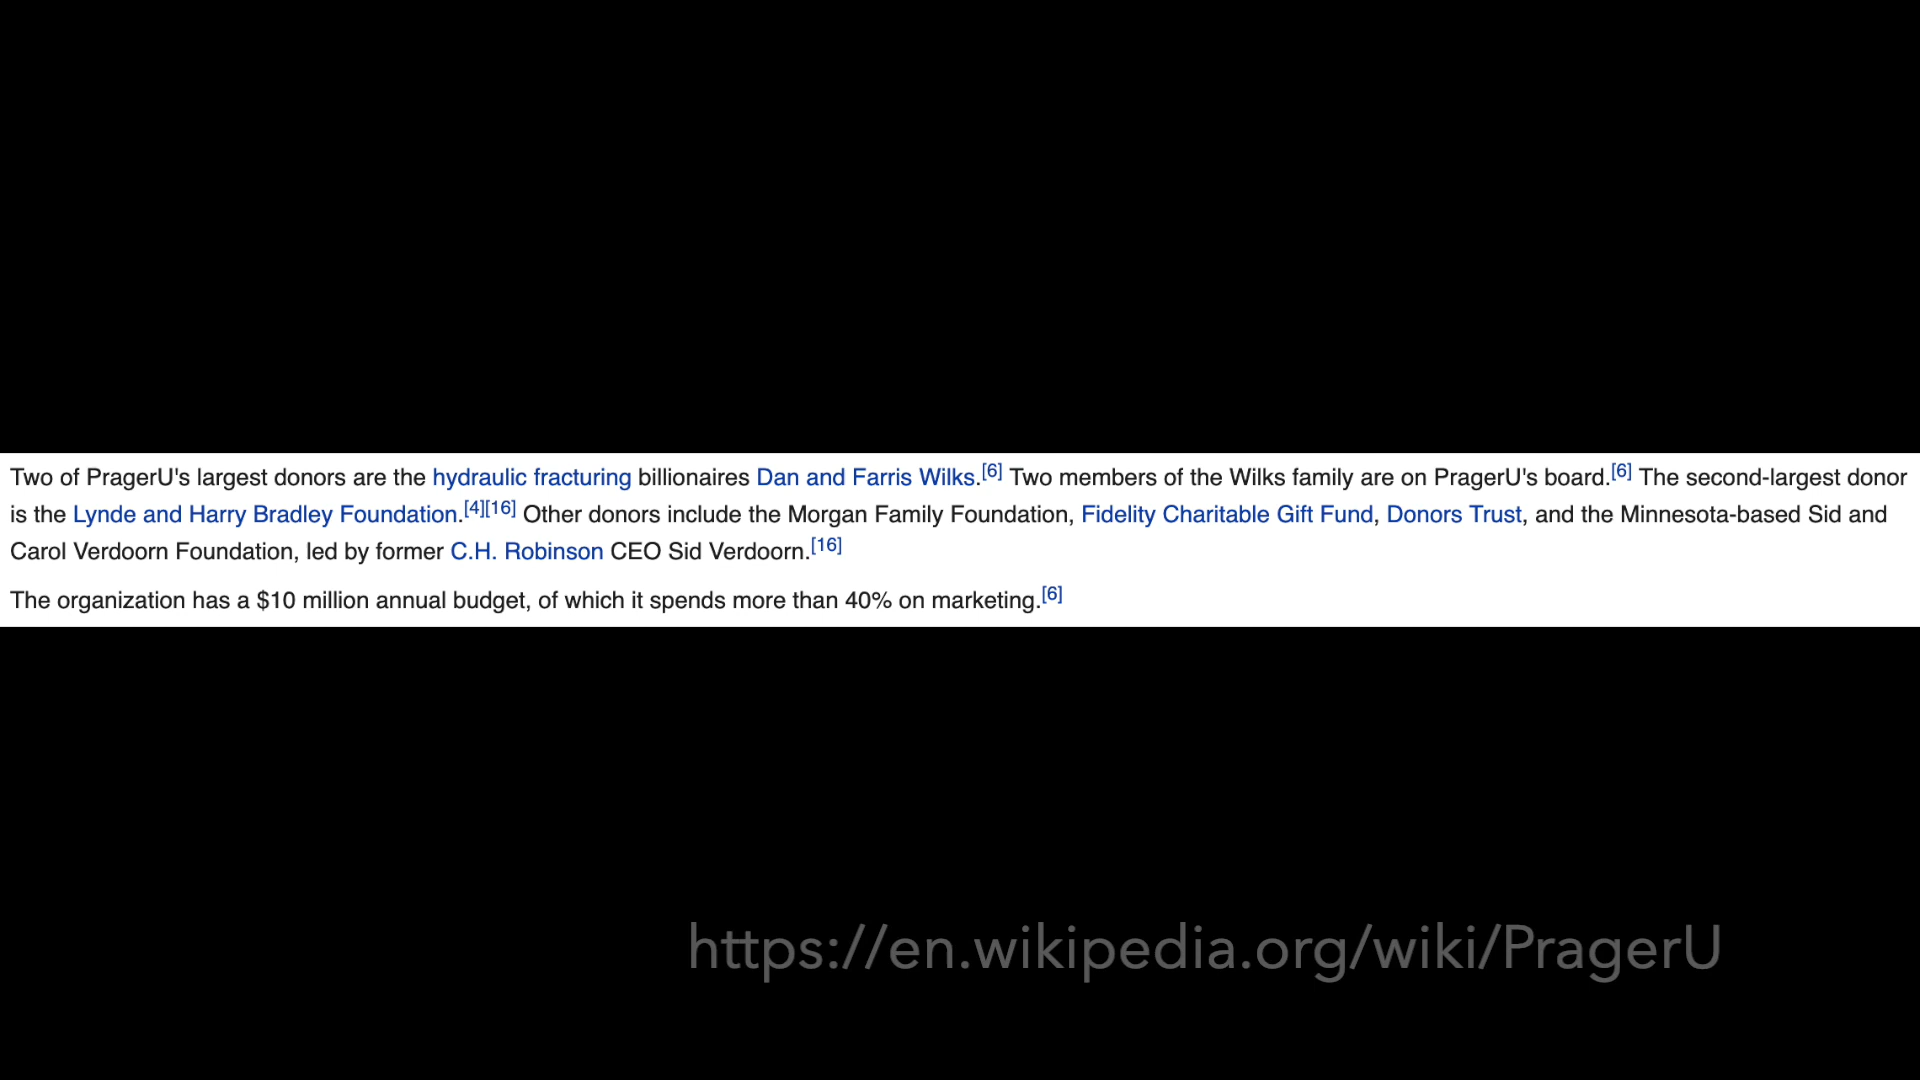 Two of PragerU's largest donors are the hydraulic fracturing billionaires Dan and Farris Wilks.[6] Two members of the Wilks family are on PragerU's board.[6] The second-largest donor
is the Lynde and Harry Bradley Foundation.[4][16] Other donors include the Morgan Family Foundation, Fidelity Charitable Gift Fund, Donors Trust, and the Minnesota-based Sid and
Carol Verdoorn Foundation, led by former C.H. Robinson CEO Sid Verdoorn.[16]
The organization has a $10 million annual budget, of which it spends more than 40% on marketing.[6]
https://en.wikipedia.org/wiki/PragerU